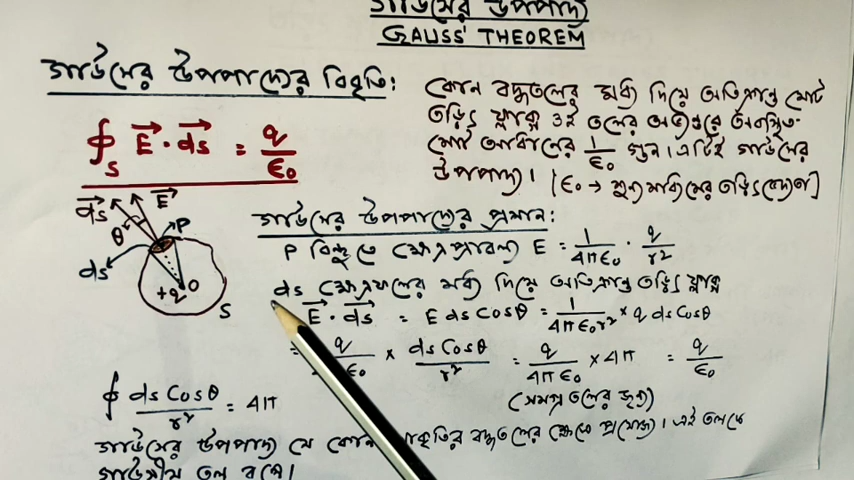 গাউসের উপপাদ্য
GAUSS' THEOREM
গাউসের উপপাদ্যের বিবৃতি:
কোন বদ্ধতলের মধ্য দিয়ে অতিক্রান্ত মোট
তড়িৎ ফ্লাক্স ওই তলের অভ্যন্তরে অবস্থিত
মোট আধানের 1/ε₀ গুন। এটিই গাউসের
উপপাদ্য। [ε₀ → শূন্য মাধ্যমের তড়িৎভেদ্যতা]
∮_S E⃗ · ds⃗ = q/ε₀
ds⃗ E⃗
θ P
ds
+q O
S
গাউসের উপপাদ্যের প্রমান:
P বিন্দুতে ক্ষেত্রপ্রাবল্য E = 1/4πε₀ · q/r²
ds ক্ষেত্রফলের মধ্য দিয়ে অতিক্রান্ত তড়িৎ ফ্লাক্স
E⃗ · ds⃗ = E ds Cosθ = 1/4πε₀r² × q ds Cosθ
= q/ ε₀ × ds Cosθ/r² = q/4πε₀ × 4π = q/ε₀
(সমগ্র তলের জন্য)
∮ ds Cosθ/r² = 4π
গাউসের উপপাদ্য যে কোন কৃতির বদ্ধতলের ক্ষেত্রে প্রযোজ্য। এই তলকে
গাউসীয় তল বলে।